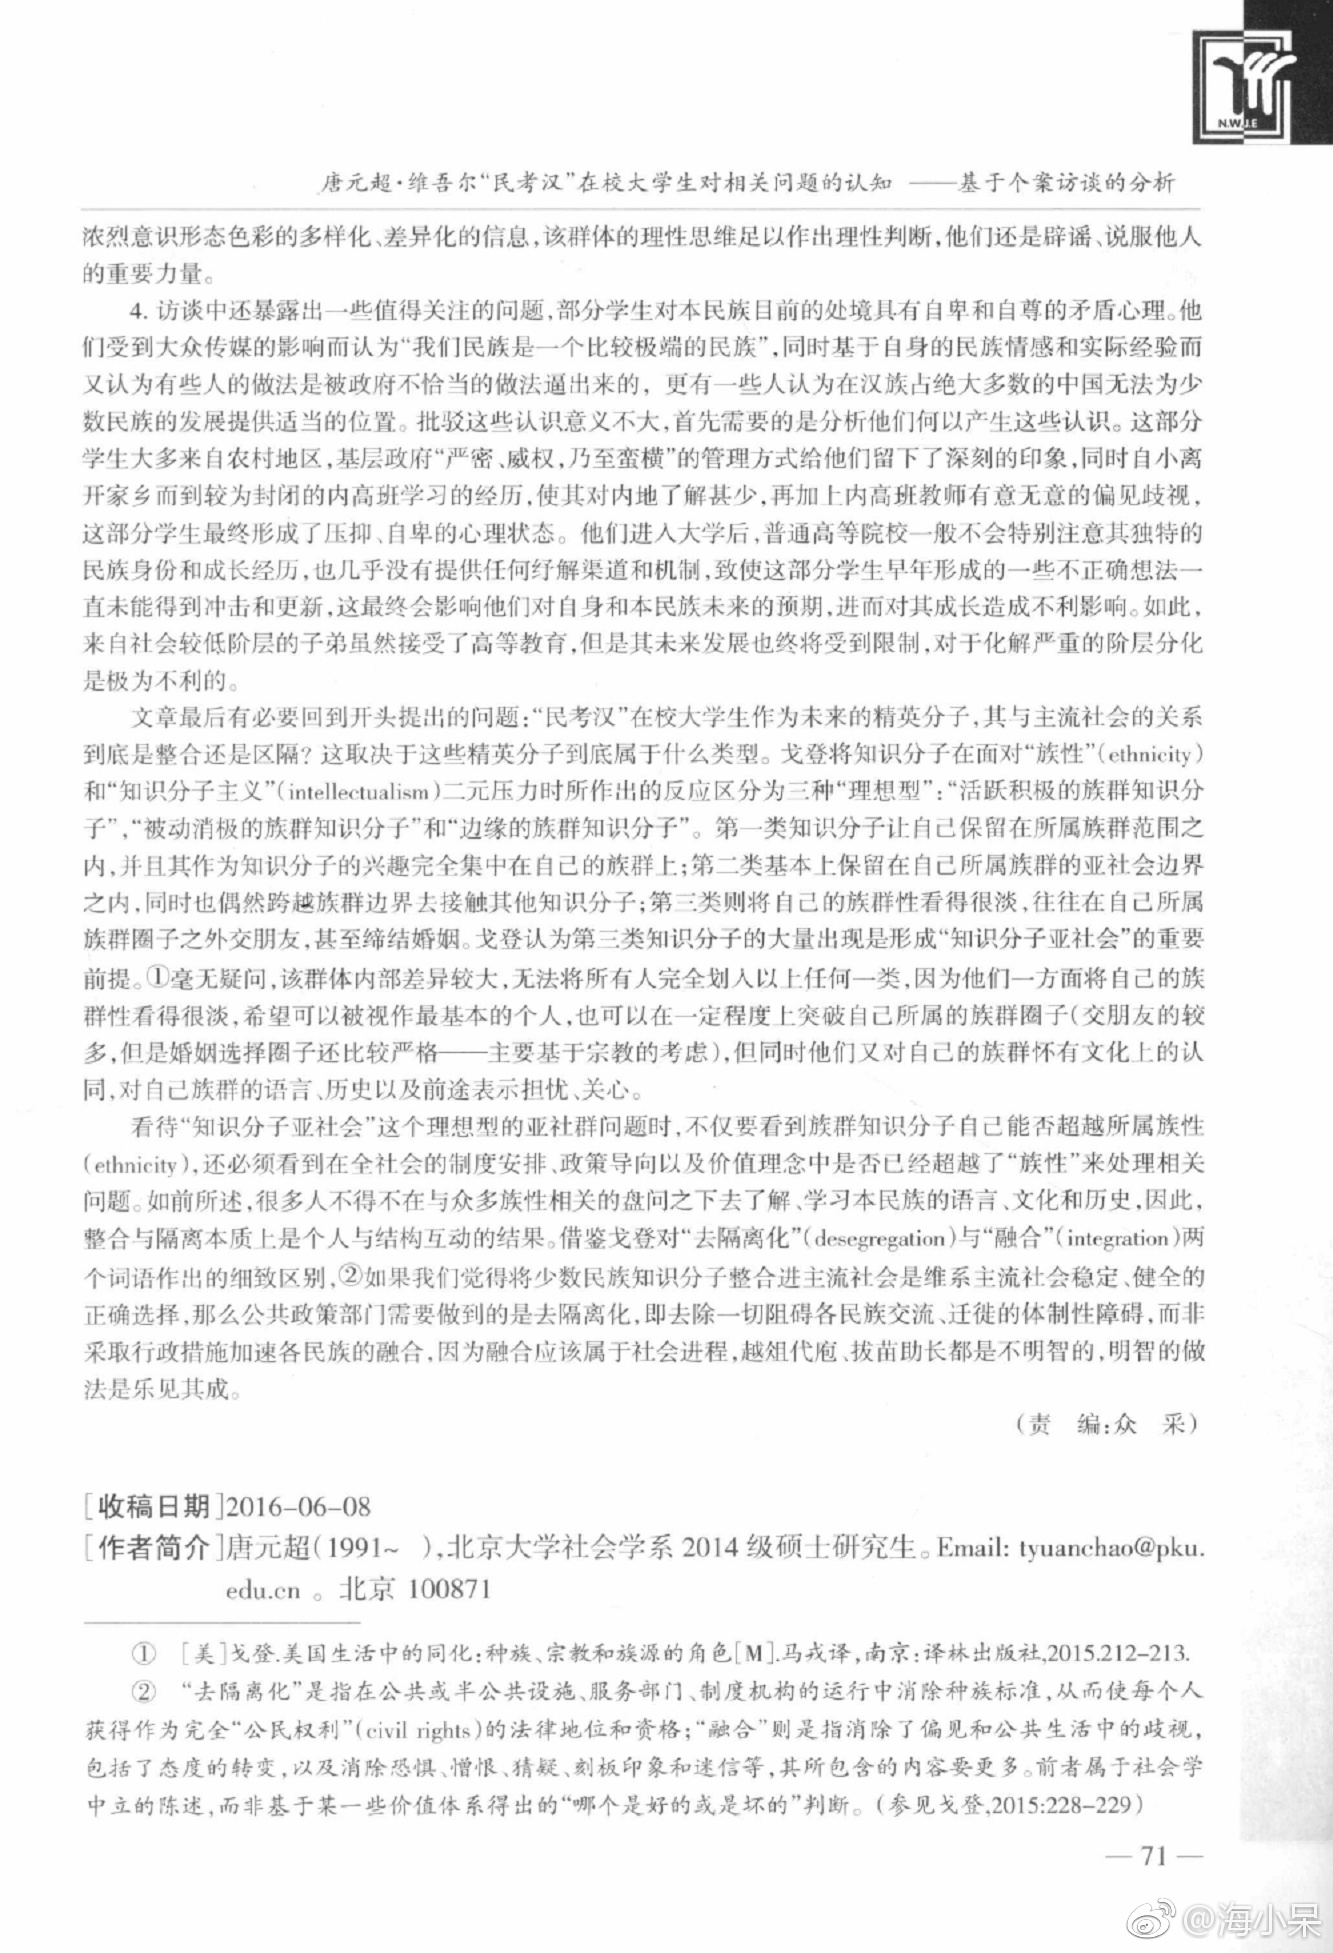 N.W.J.E
唐元超·维吾尔“民考汉”在校大学生对相关问题的认知 ——基于个案访谈的分析
浓烈意识形态色彩的多样化、差异化的信息,该群体的理性思维足以作出理性判断,他们还是辟谣、说服他人
的重要力量。
4. 访谈中还暴露出一些值得关注的问题,部分学生对本民族目前的处境具有自卑和自尊的矛盾心理。他
们受到大众传媒的影响而认为“我们民族是一个比较极端的民族”,同时基于自身的民族情感和实际经验而
又认为有些人的做法是被政府不恰当的做法逼出来的, 更有一些人认为在汉族占绝大多数的中国无法为少
数民族的发展提供适当的位置。批驳这些认识意义不大,首先需要的是分析他们何以产生这些认识。这部分
学生大多来自农村地区,基层政府“严密、威权,乃至蛮横”的管理方式给他们留下了深刻的印象,同时自小离
开家乡而到较为封闭的内高班学习的经历,使其对内地了解甚少,再加上内高班教师有意无意的偏见歧视,
这部分学生最终形成了压抑、自卑的心理状态。他们进入大学后,普通高等院校一般不会特别注意其独特的
民族身份和成长经历,也几乎没有提供任何纾解渠道和机制,致使这部分学生早年形成的一些不正确想法一
直未能得到冲击和更新,这最终会影响他们对自身和本民族未来的预期,进而对其成长造成不利影响。如此,
来自社会较低阶层的子弟虽然接受了高等教育,但是其未来发展也终将受到限制,对于化解严重的阶层分化
是极为不利的。
文章最后有必要回到开头提出的问题:“民考汉”在校大学生作为未来的精英分子,其与主流社会的关系
到底是整合还是区隔? 这取决于这些精英分子到底属于什么类型。戈登将知识分子在面对“族性”(ethnicity)
和“知识分子主义”(intellectualism)二元压力时所作出的反应区分为三种“理想型”:“活跃积极的族群知识分
子”,“被动消极的族群知识分子”和“边缘的族群知识分子”。第一类知识分子让自己保留在所属族群范围之
内,并且其作为知识分子的兴趣完全集中在自己的族群上;第二类基本上保留在自己所属族群的亚社会边界
之内,同时也偶然跨越族群边界去接触其他知识分子;第三类则将自己的族群性看得很淡,往往在自己所属
族群圈子之外交朋友,甚至缔结婚姻。戈登认为第三类知识分子的大量出现是形成“知识分子亚社会”的重要
前提。①毫无疑问,该群体内部差异较大,无法将所有人完全划入以上任何一类,因为他们一方面将自己的族
群性看得很淡,希望可以被视作最基本的个人,也可以在一定程度上突破自己所属的族群圈子(交朋友的较
多,但是婚姻选择圈子还比较严格——主要基于宗教的考虑),但同时他们又对自己的族群怀有文化上的认
同,对自己族群的语言、历史以及前途表示担忧、关心。
看待“知识分子亚社会”这个理想型的亚社群问题时,不仅要看到族群知识分子自己能否超越所属族性
(ethnicity),还必须看到在全社会的制度安排、政策导向以及价值理念中是否已经超越了“族性”来处理相关
问题。如前所述,很多人不得不在与众多族性相关的盘问之下去了解、学习本民族的语言、文化和历史,因此,
整合与隔离本质上是个人与结构互动的结果。借鉴戈登对“去隔离化”(desegregation)与“融合”(integration)两
个词语作出的细致区别,②如果我们觉得将少数民族知识分子整合进主流社会是维系主流社会稳定、健全的
正确选择,那么公共政策部门需要做到的是去隔离化,即去除一切阻碍各民族交流、迁徙的体制性障碍,而非
采取行政措施加速各民族的融合,因为融合应该属于社会进程,越俎代庖、拔苗助长都是不明智的,明智的做
法是乐见其成。
(责 编:众 采)
[收稿日期]2016-06-08
[作者简介]唐元超(1991~ ),北京大学社会学系 2014 级硕士研究生。Email: tyuanchao@pku.
edu.cn 。北京 100871
① [美]戈登.美国生活中的同化:种族、宗教和族源的角色[M].马戎译,南京:译林出版社,2015.212-213.
② “去隔离化”是指在公共或半公共设施、服务部门、制度机构的运行中消除种族标准,从而使每个人
获得作为完全“公民权利”(civil rights)的法律地位和资格;“融合”则是指消除了偏见和公共生活中的歧视,
包括了态度的转变,以及消除恐惧、憎恨、猜疑、刻板印象和迷信等,其所包含的内容要更多。前者属于社会学
中立的陈述,而非基于某一些价值体系得出的“哪个是好的或是坏的”判断。(参见戈登,2015:228-229)
— 71 —
@海小呆